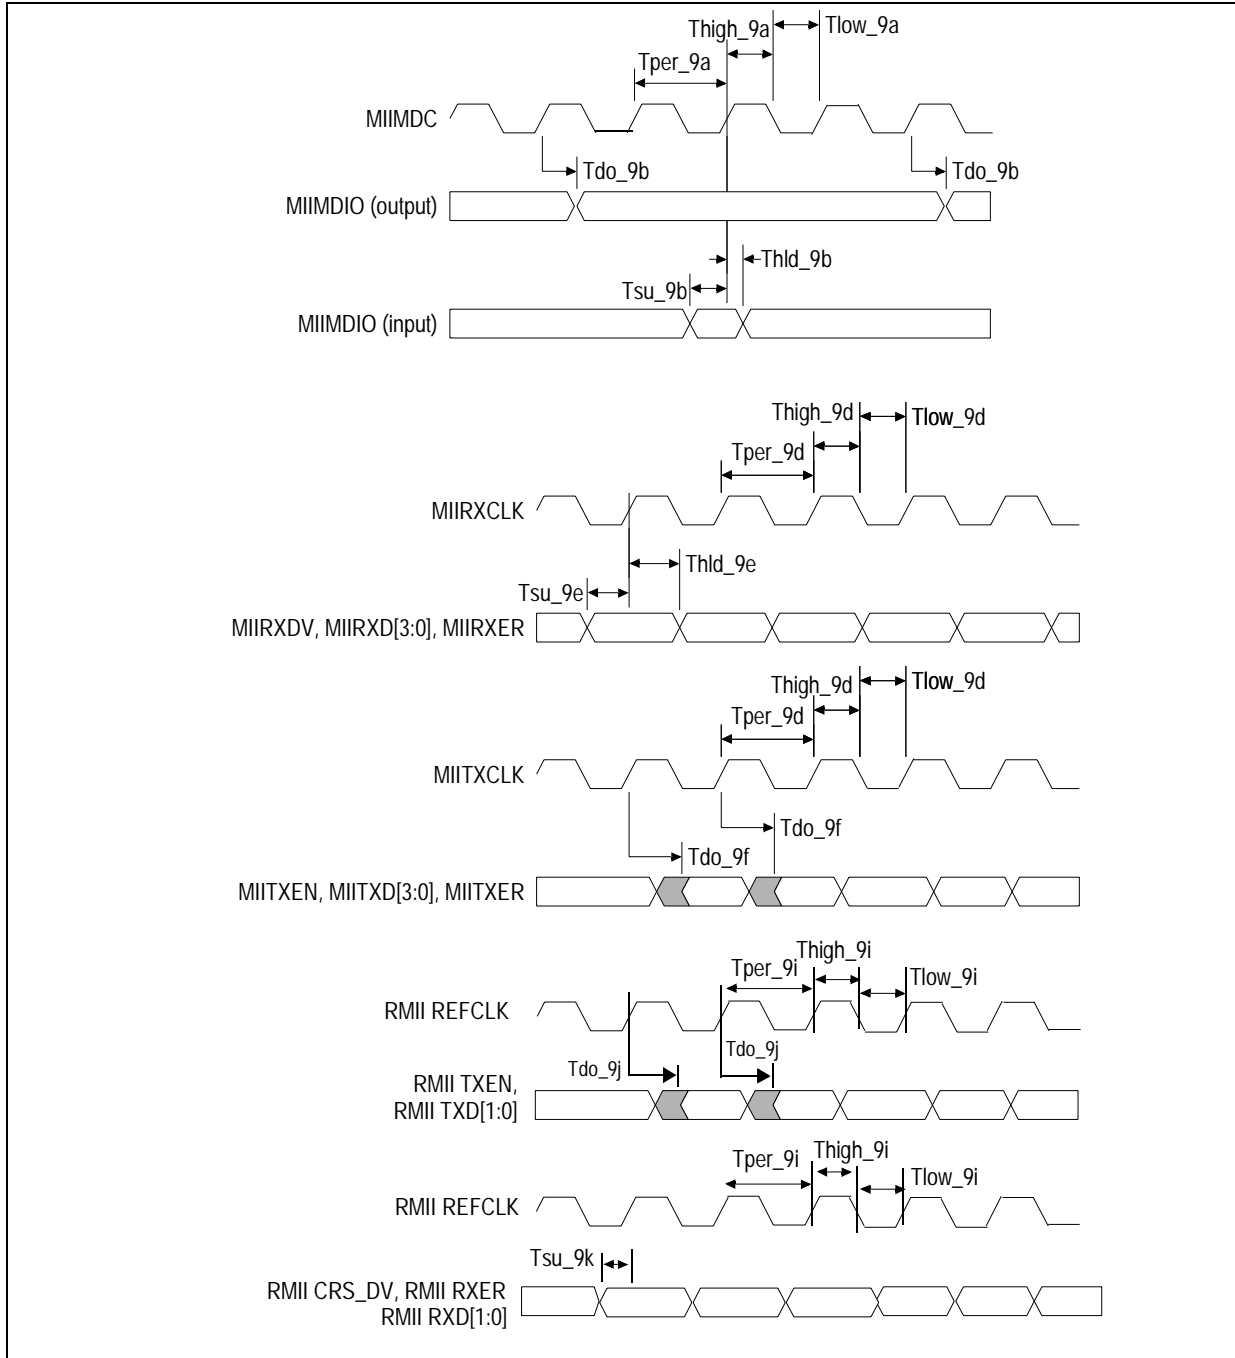 Thigh_9a
Tlow_9a
Tper_9a
MIIMDC
Tdo_9b
Tdo_9b
MIIMDIO (output)
Thld_9b
Tsu_9b
MIIMDIO (input)
Thigh_9d
Tlow_9d
Tper_9d
MIIRXCLK
Thld_9e
Tsu_9e
MIIRXDV, MIIRXD[3:0], MIIRXER
Thigh_9d
Tlow_9d
Tper_9d
MIITXCLK
Tdo_9f
Tdo_9f
MIITXEN, MIITXD[3:0], MIITXER
Thigh_9i
Tper_9i
Tlow_9i
RMII REFCLK
Tdo_9j
Tdo_9j
RMII TXEN,
RMII TXD[1:0]
Thigh_9i
Tper_9i
Tlow_9i
RMII REFCLK
Tsu_9k
RMII CRS_DV, RMII RXER
RMII RXD[1:0]